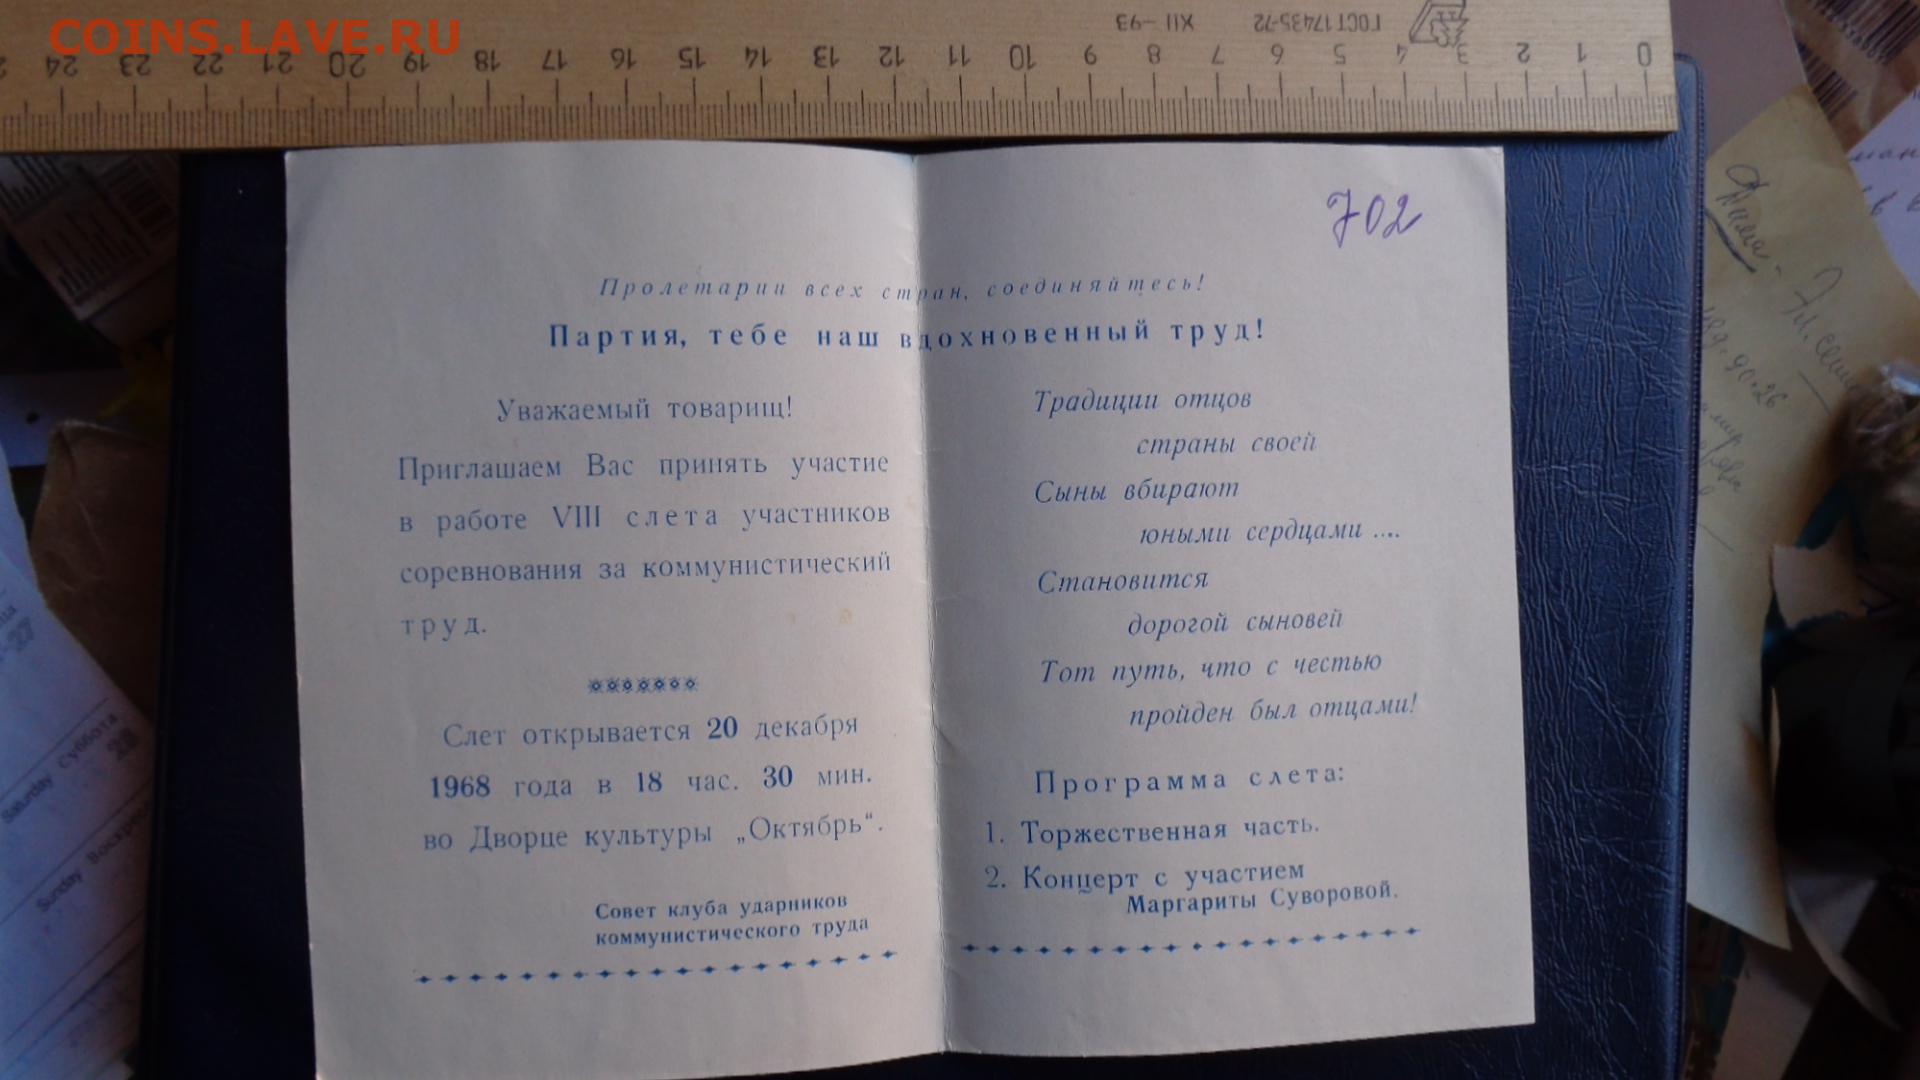 COINS.LAVE.RU
ГОСТ 17435-72 XII-93
24 23 22 21 20 19 18 17 16 15 14 13 12 11 10 9 8 7 6 5 4 3 2 1 0
702
Пролетарии всех стран, соединяйтесь!
Партия, тебе наш вдохновенный труд!
Уважаемый товарищ!
Приглашаем Вас принять участие
в работе VIII слета участников
соревнования за коммунистический
труд.
Слет открывается 20 декабря
1968 года в 18 час. 30 мин.
во Дворце культуры „Октябрь“.
Совет клуба ударников
коммунистического труда
Традиции отцов
страны своей
Сыны вбирают
юными сердцами ....
Становится
дорогой сыновей
Тот путь, что с честью
пройден был отцами!
Программа слета:
1. Торжественная часть.
2. Концерт с участием
Маргариты Суворовой.
Saturday Суббота
28
Sunday
27